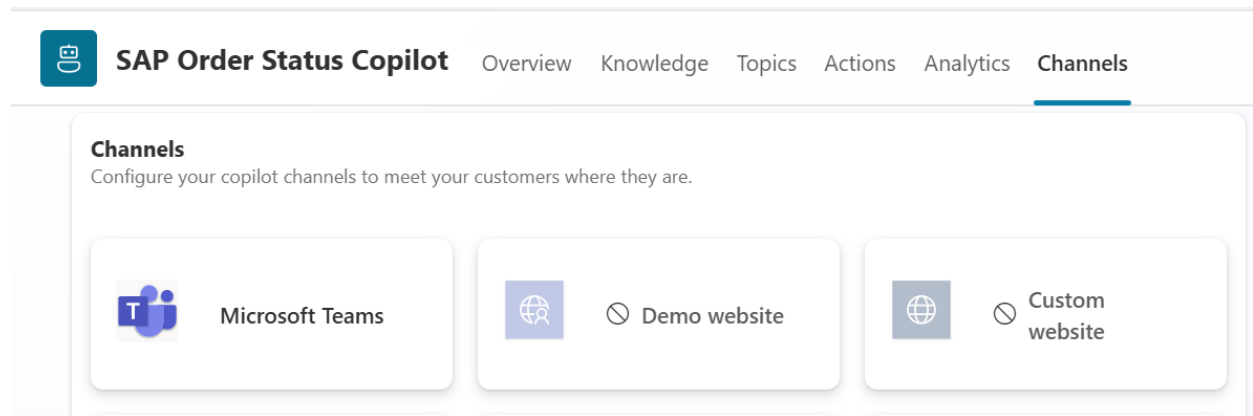 SAP Order Status Copilot Overview Knowledge Topics Actions Analytics Channels
Channels
Configure your copilot channels to meet your customers where they are.
T Microsoft Teams
Demo website
Custom
website